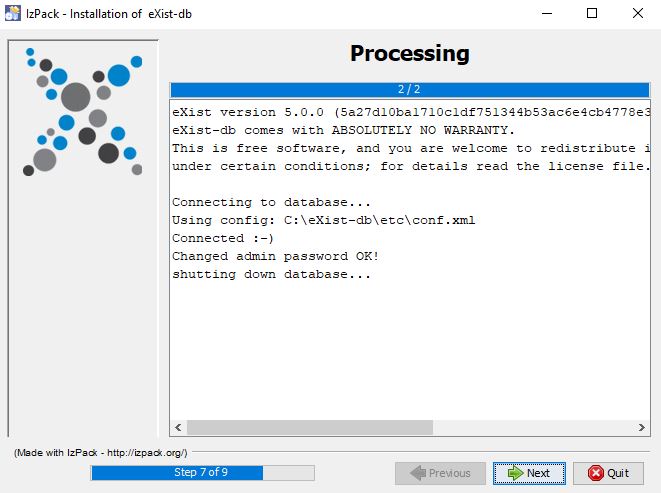 IzPack - Installation of eXist-db
Processing
2 / 2
eXist version 5.0.0 (5a27d10ba1710c1df751344b53ac6e4cb4778e3
eXist-db comes with ABSOLUTELY NO WARRANTY.
This is free software, and you are welcome to redistribute i
under certain conditions; for details read the license file.
Connecting to database...
Using config: C:\eXist-db\etc\conf.xml
Connected :-)
Changed admin password OK!
shutting down database...
(Made with IzPack - http://izpack.org/)
Step 7 of 9
Previous
Next
Quit